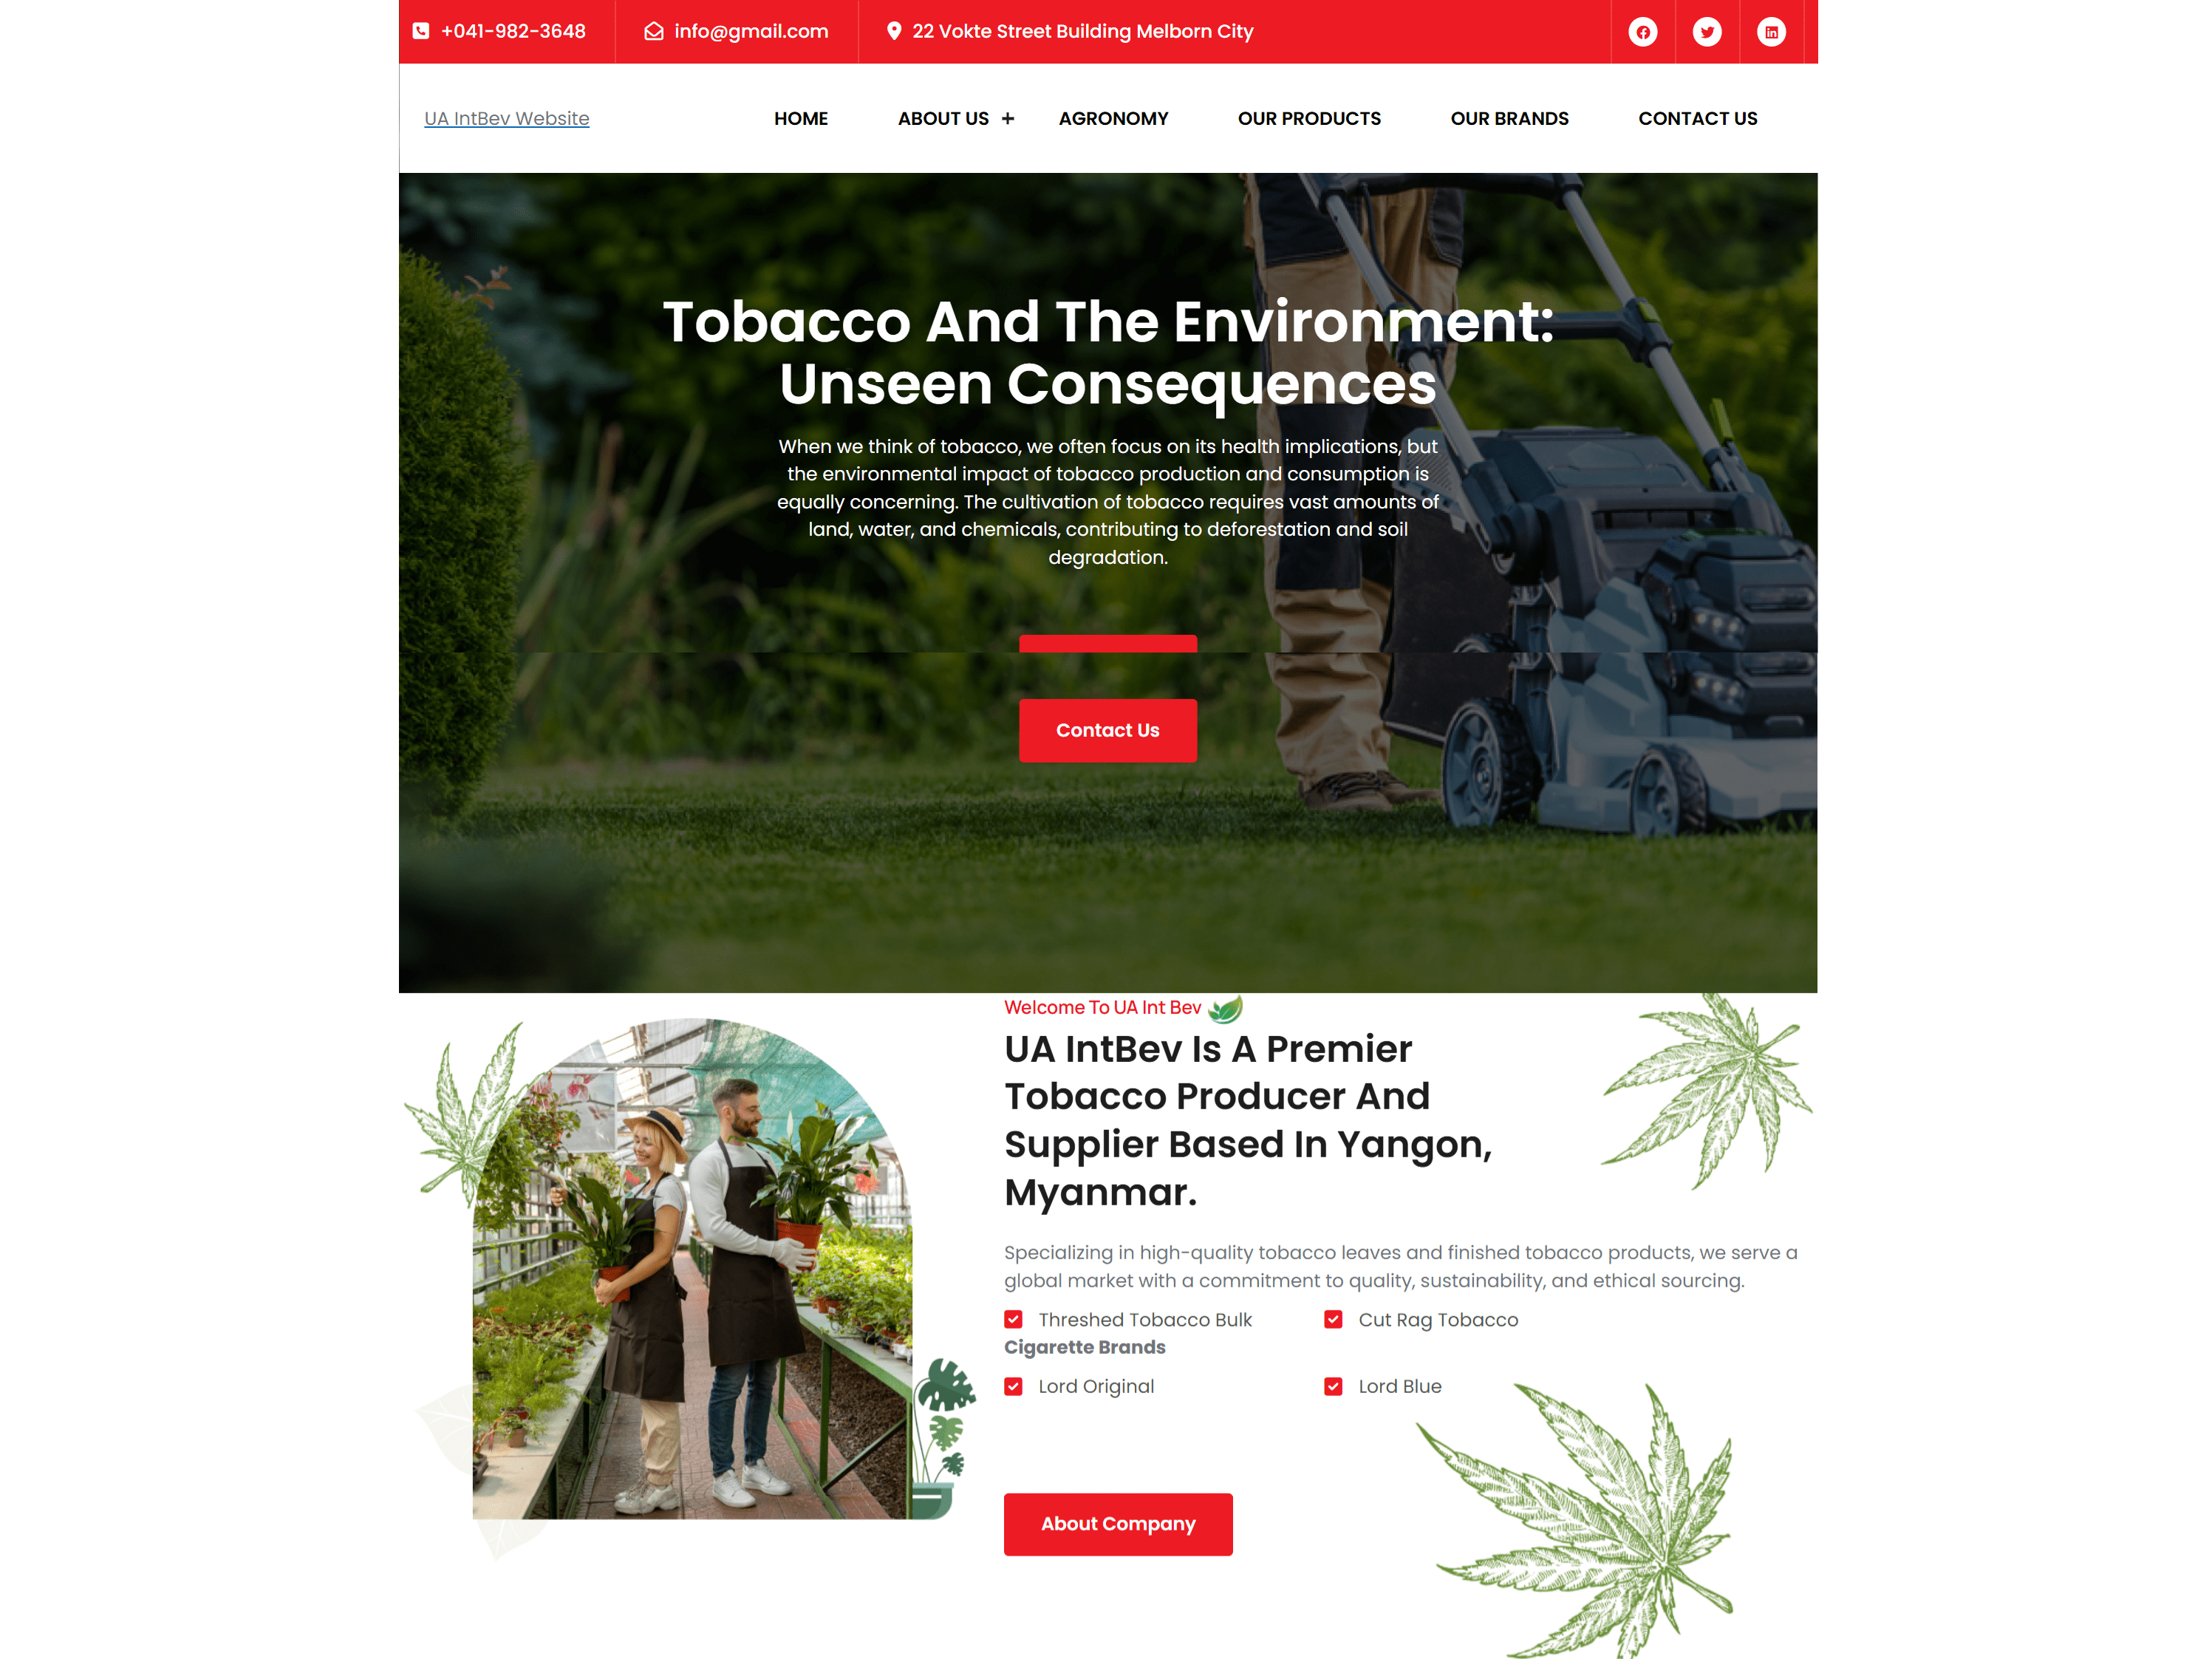 +041-982-3648 info@gmail.com 22 Vokte Street Building Melborn City
UA IntBev Website HOME ABOUT US + AGRONOMY OUR PRODUCTS OUR BRANDS CONTACT US
Tobacco And The Environment:
Unseen Consequences
When we think of tobacco, we often focus on its health implications, but
the environmental impact of tobacco production and consumption is
equally concerning. The cultivation of tobacco requires vast amounts of
land, water, and chemicals, contributing to deforestation and soil
degradation.
Contact Us
Welcome To UA Int Bev
UA IntBev Is A Premier
Tobacco Producer And
Supplier Based In Yangon,
Myanmar.
Specializing in high-quality tobacco leaves and finished tobacco products, we serve a
global market with a commitment to quality, sustainability, and ethical sourcing.
Threshed Tobacco Bulk Cut Rag Tobacco
Cigarette Brands
Lord Original Lord Blue
About Company